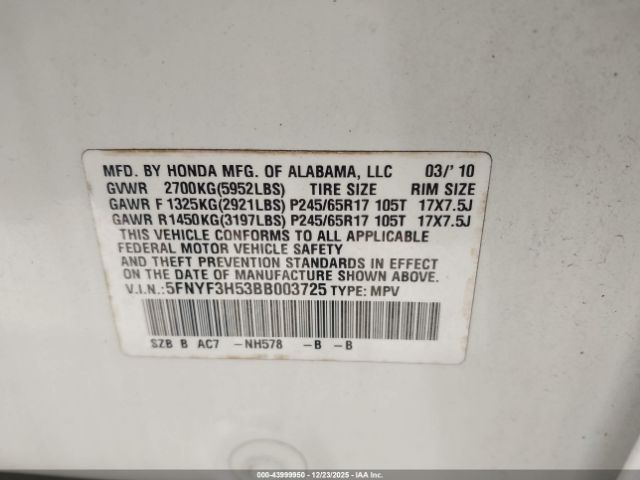 MFD. BY HONDA MFG. OF ALABAMA, LLC 03/'10
GVWR 2700KG(5952LBS) TIRE SIZE RIM SIZE
GAWR F 1325KG(2921LBS) P245/65R17 105T 17X7.5J
GAWR R1450KG(3197LBS) P245/65R17 105T 17X7.5J
THIS VEHICLE CONFORMS TO ALL APPLICABLE
FEDERAL MOTOR VEHICLE SAFETY
AND THEFT PREVENTION STANDARDS IN EFFECT ON
THE DATE OF MANUFACTURE SHOWN ABOVE.
V.I.N.:5FNYF3H53BB003725 TYPE: MPV
SZB B AC7 -NH578 -B -B
000-43999950 - 12/23/2025 - IAAI.COM